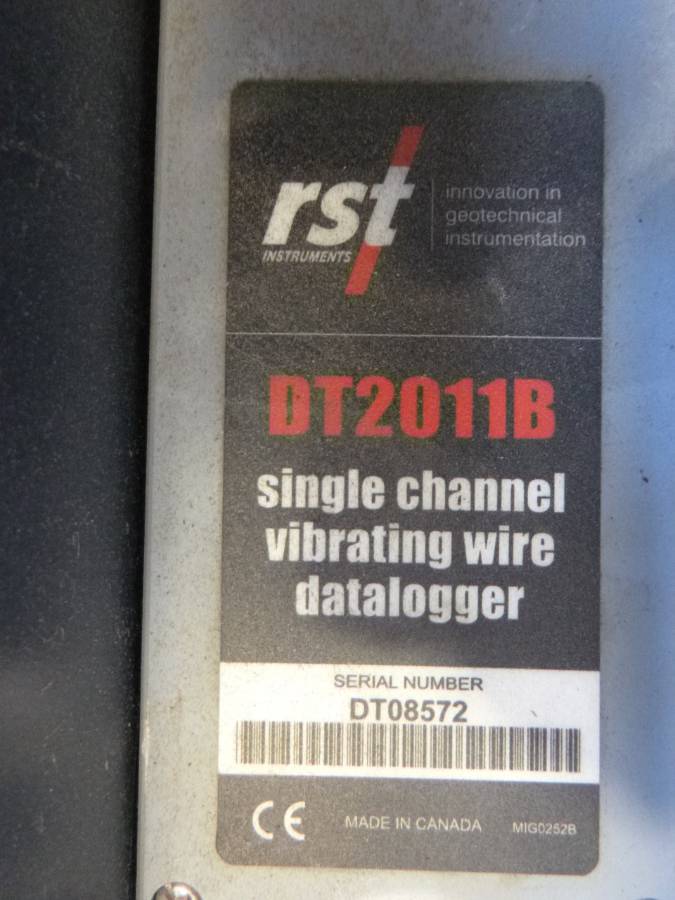 rst
INSTRUMENTS
innovation in
geotechnical
instrumentation
DT2011B
single channel
vibrating wire
datalogger
SERIAL NUMBER
DT08572
CE
MADE IN CANADA
MIG0252B